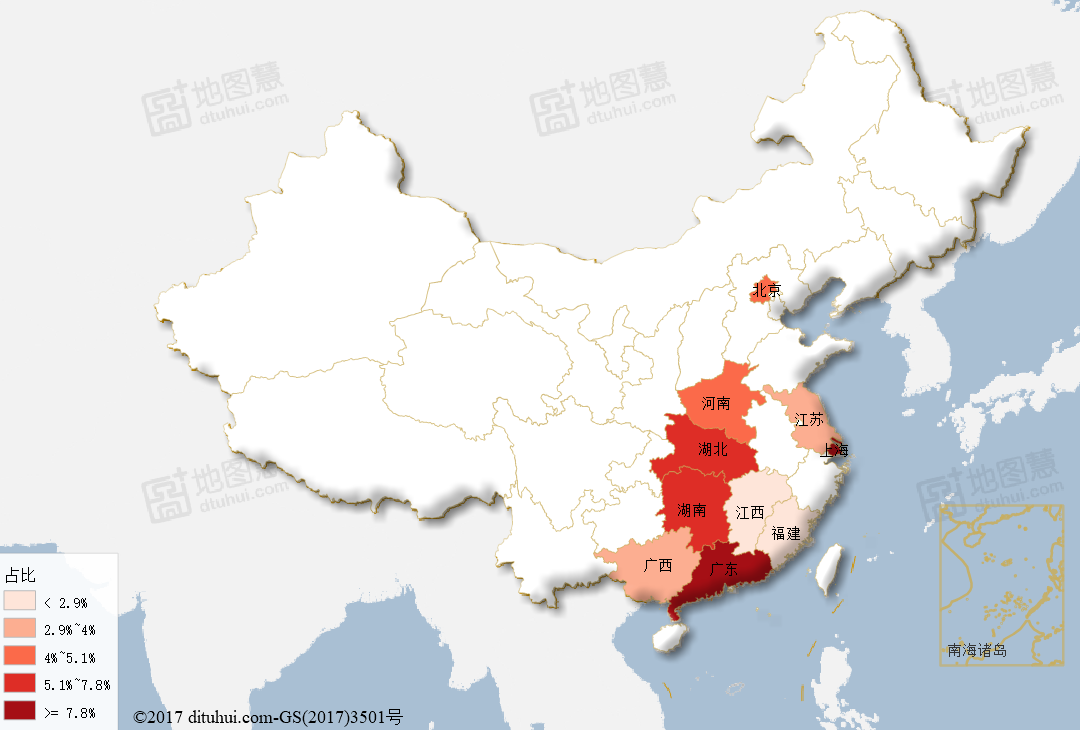 地图慧
dituhui.com
地图慧
dituhui.com
地图慧
dituhui.com
北京
河南
江苏
湖北
上海
地图慧
dituhui.com
地图慧
dituhui.com
湖南
江西
福建
广西
广东
南海诸岛
占比
< 2.9%
2.9%~4%
4%~5.1%
5.1%~7.8%
>= 7.8%
©2017 dituhui.com-GS(2017)3501号